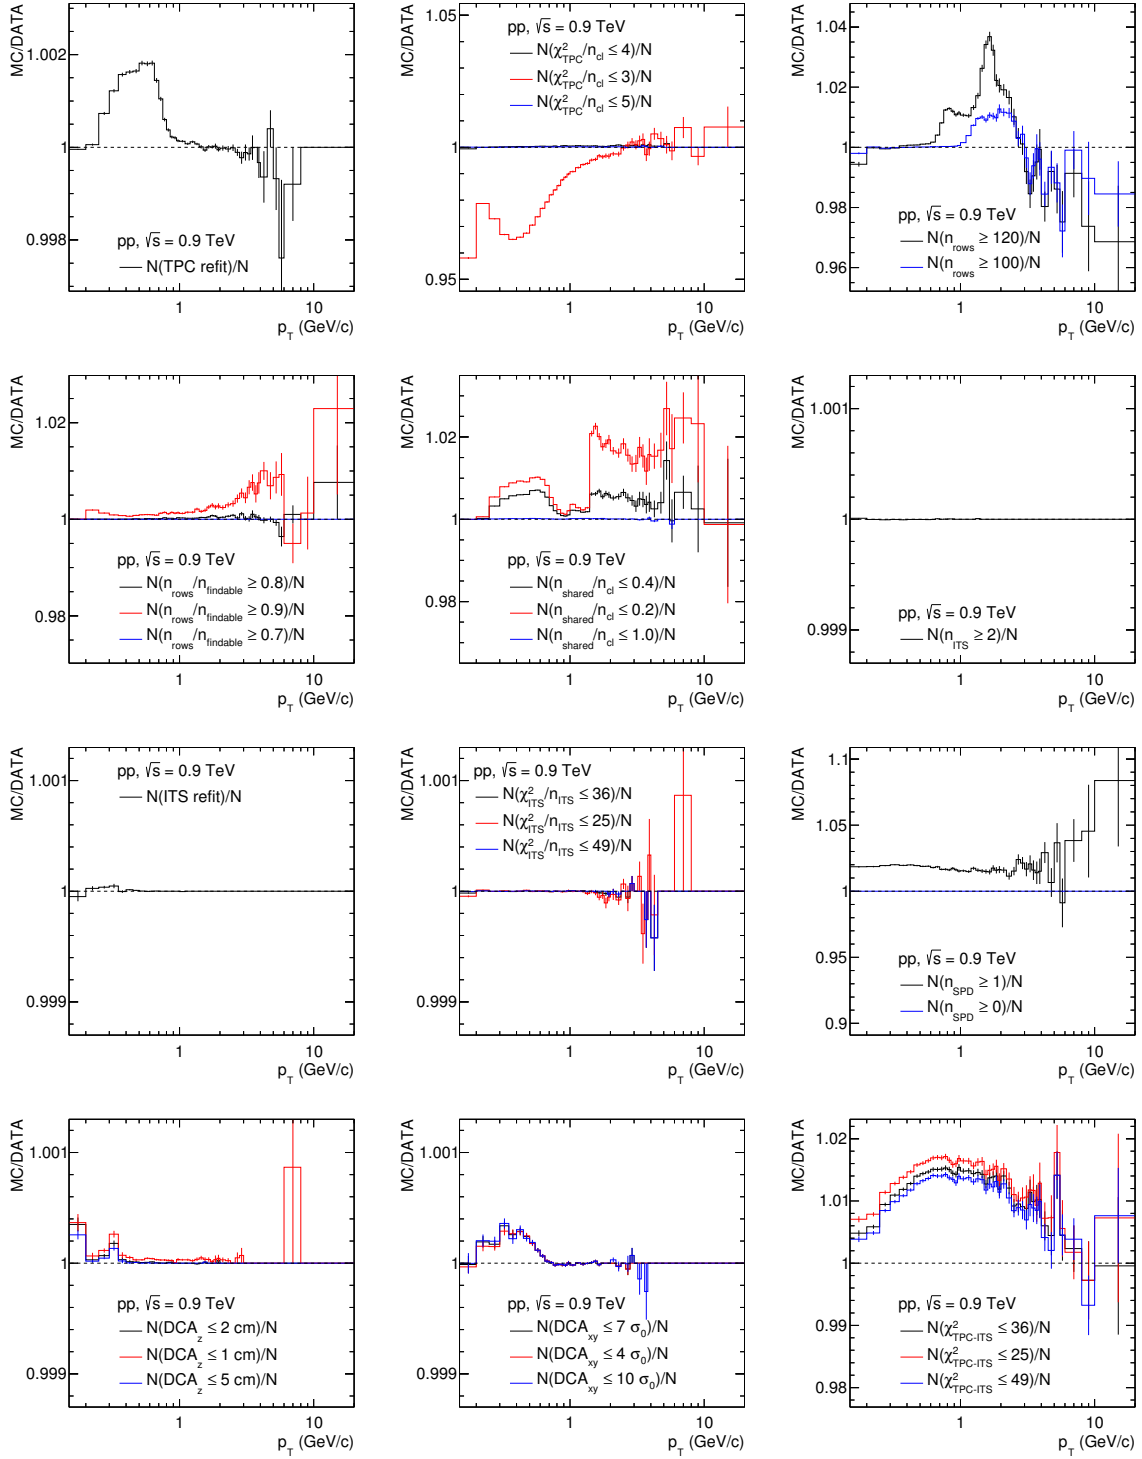 MC/DATA
1.002
1
0.998
pp, √s = 0.9 TeV
N(TPC refit)/N
1
10
p_T (GeV/c)
MC/DATA
1.05
1
0.95
pp, √s = 0.9 TeV
N(χ²_TPC/n_cl ≤ 4)/N
N(χ²_TPC/n_cl ≤ 3)/N
N(χ²_TPC/n_cl ≤ 5)/N
1
10
p_T (GeV/c)
MC/DATA
1.04
1.02
1
0.98
0.96
pp, √s = 0.9 TeV
N(n_rows ≥ 120)/N
N(n_rows ≥ 100)/N
1
10
p_T (GeV/c)
MC/DATA
1.02
1
0.98
pp, √s = 0.9 TeV
N(n_rows/n_findable ≥ 0.8)/N
N(n_rows/n_findable ≥ 0.9)/N
N(n_rows/n_findable ≥ 0.7)/N
1
10
p_T (GeV/c)
MC/DATA
1.02
1
0.98
pp, √s = 0.9 TeV
N(n_shared/n_cl ≤ 0.4)/N
N(n_shared/n_cl ≤ 0.2)/N
N(n_shared/n_cl ≤ 1.0)/N
1
10
p_T (GeV/c)
MC/DATA
1.001
1
0.999
pp, √s = 0.9 TeV
N(n_ITS ≥ 2)/N
1
10
p_T (GeV/c)
MC/DATA
1.001
1
0.999
pp, √s = 0.9 TeV
N(ITS refit)/N
1
10
p_T (GeV/c)
MC/DATA
1.001
1
0.999
pp, √s = 0.9 TeV
N(χ²_ITS/n_ITS ≤ 36)/N
N(χ²_ITS/n_ITS ≤ 25)/N
N(χ²_ITS/n_ITS ≤ 49)/N
1
10
p_T (GeV/c)
MC/DATA
1.1
1.05
1
0.95
0.9
pp, √s = 0.9 TeV
N(n_SPD ≥ 1)/N
N(n_SPD ≥ 0)/N
1
10
p_T (GeV/c)
MC/DATA
1.001
1
0.999
pp, √s = 0.9 TeV
N(DCA_z ≤ 2 cm)/N
N(DCA_z ≤ 1 cm)/N
N(DCA_z ≤ 5 cm)/N
1
10
p_T (GeV/c)
MC/DATA
1.001
1
0.999
pp, √s = 0.9 TeV
N(DCA_xy ≤ 7 σ_0)/N
N(DCA_xy ≤ 4 σ_0)/N
N(DCA_xy ≤ 10 σ_0)/N
1
10
p_T (GeV/c)
MC/DATA
1.02
1.01
1
0.99
0.98
pp, √s = 0.9 TeV
N(χ²_TPC-ITS ≤ 36)/N
N(χ²_TPC-ITS ≤ 25)/N
N(χ²_TPC-ITS ≤ 49)/N
1
10
p_T (GeV/c)